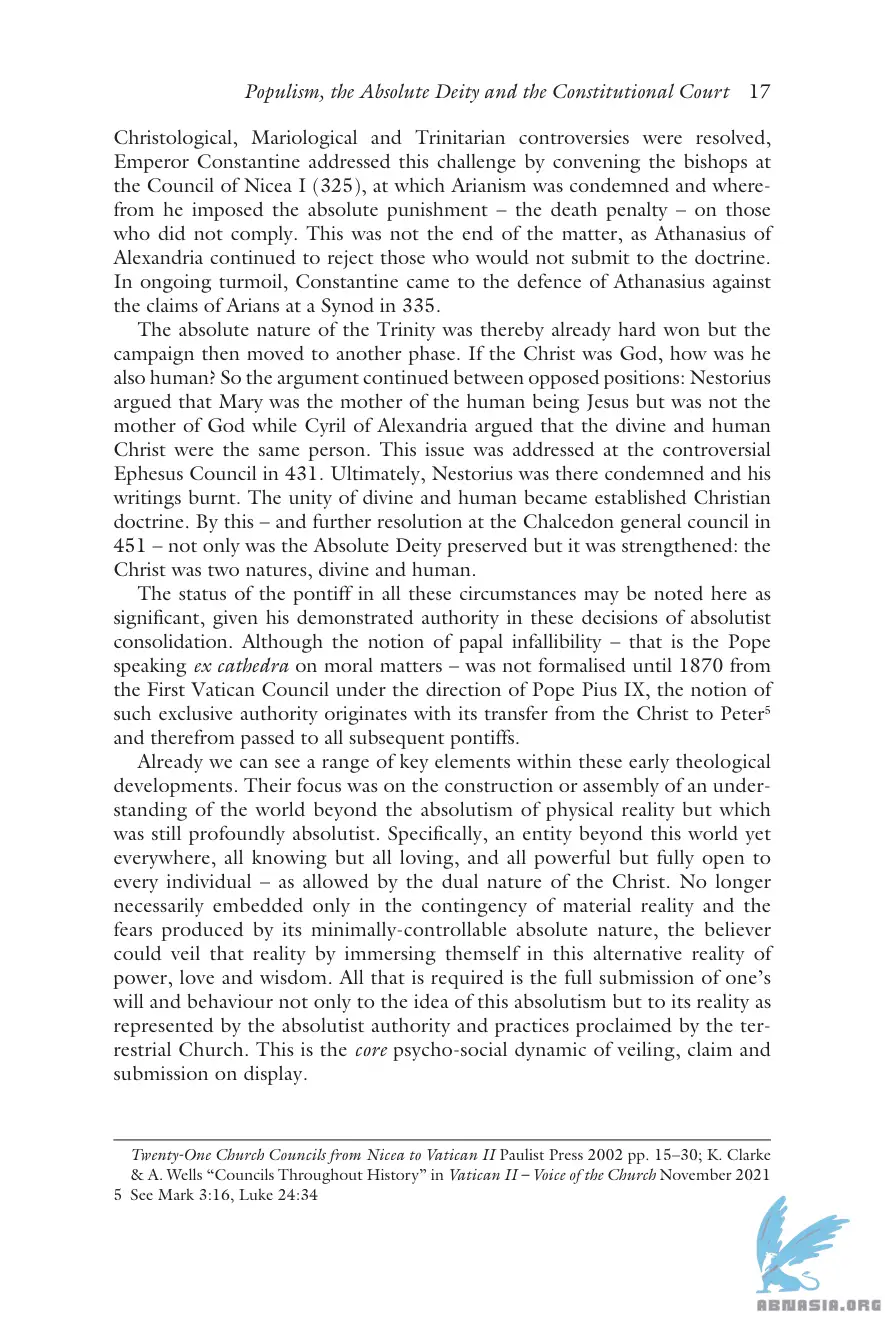 Populism, the Absolute Deity and the Constitutional Court 17
Christological, Mariological and Trinitarian controversies were resolved,
Emperor Constantine addressed this challenge by convening the bishops at
the Council of Nicea I (325), at which Arianism was condemned and where-
from he imposed the absolute punishment – the death penalty – on those
who did not comply. This was not the end of the matter, as Athanasius of
Alexandria continued to reject those who would not submit to the doctrine.
In ongoing turmoil, Constantine came to the defence of Athanasius against
the claims of Arians at a Synod in 335.
The absolute nature of the Trinity was thereby already hard won but the
campaign then moved to another phase. If the Christ was God, how was he
also human? So the argument continued between opposed positions: Nestorius
argued that Mary was the mother of the human being Jesus but was not the
mother of God while Cyril of Alexandria argued that the divine and human
Christ were the same person. This issue was addressed at the controversial
Ephesus Council in 431. Ultimately, Nestorius was there condemned and his
writings burnt. The unity of divine and human became established Christian
doctrine. By this – and further resolution at the Chalcedon general council in
451 – not only was the Absolute Deity preserved but it was strengthened: the
Christ was two natures, divine and human.
The status of the pontiff in all these circumstances may be noted here as
significant, given his demonstrated authority in these decisions of absolutist
consolidation. Although the notion of papal infallibility – that is the Pope
speaking ex cathedra on moral matters – was not formalised until 1870 from
the First Vatican Council under the direction of Pope Pius IX, the notion of
such exclusive authority originates with its transfer from the Christ to Peter⁵
and therefrom passed to all subsequent pontiffs.
Already we can see a range of key elements within these early theological
developments. Their focus was on the construction or assembly of an under-
standing of the world beyond the absolutism of physical reality but which
was still profoundly absolutist. Specifically, an entity beyond this world yet
everywhere, all knowing but all loving, and all powerful but fully open to
every individual – as allowed by the dual nature of the Christ. No longer
necessarily embedded only in the contingency of material reality and the
fears produced by its minimally-controllable absolute nature, the believer
could veil that reality by immersing themself in this alternative reality of
power, love and wisdom. All that is required is the full submission of one’s
will and behaviour not only to the idea of this absolutism but to its reality as
represented by the absolutist authority and practices proclaimed by the ter-
restrial Church. This is the core psycho-social dynamic of veiling, claim and
submission on display.
Twenty-One Church Councils from Nicea to Vatican II Paulist Press 2002 pp. 15–30; K. Clarke
& A. Wells “Councils Throughout History” in Vatican II – Voice of the Church November 2021
5 See Mark 3:16, Luke 24:34
ABNASIA.ORG